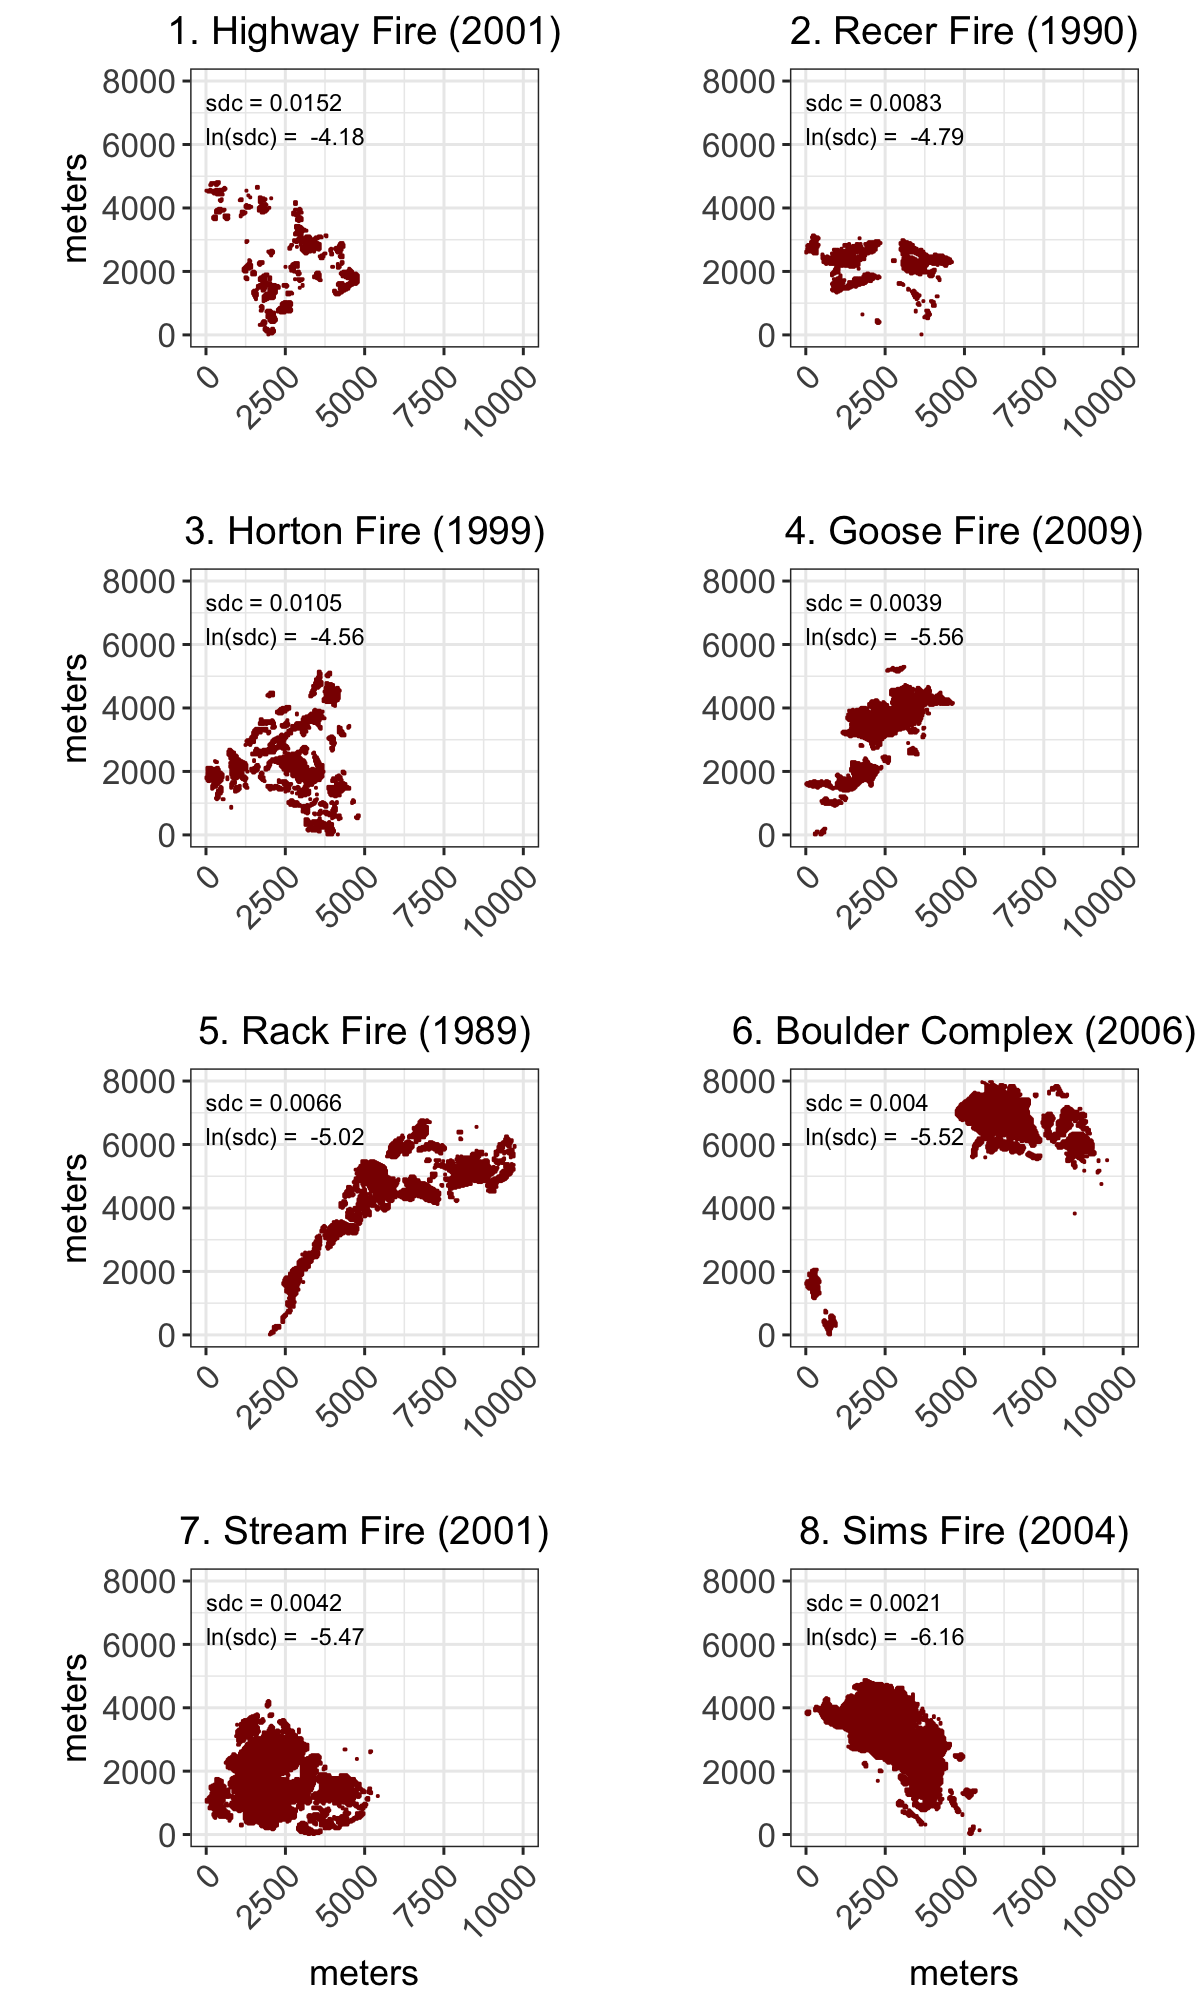 1. Highway Fire (2001)
8000
6000
4000
2000
0
meters
sdc = 0.0152
ln(sdc) = -4.18
0
2500
5000
7500
10000
2. Recer Fire (1990)
8000
6000
4000
2000
0
sdc = 0.0083
ln(sdc) = -4.79
0
2500
5000
7500
10000
3. Horton Fire (1999)
8000
6000
4000
2000
0
meters
sdc = 0.0105
ln(sdc) = -4.56
0
2500
5000
7500
10000
4. Goose Fire (2009)
8000
6000
4000
2000
0
sdc = 0.0039
ln(sdc) = -5.56
0
2500
5000
7500
10000
5. Rack Fire (1989)
8000
6000
4000
2000
0
meters
sdc = 0.0066
ln(sdc) = -5.02
0
2500
5000
7500
10000
6. Boulder Complex (2006)
8000
6000
4000
2000
0
sdc = 0.004
ln(sdc) = -5.52
0
2500
5000
7500
10000
7. Stream Fire (2001)
8000
6000
4000
2000
0
meters
sdc = 0.0042
ln(sdc) = -5.47
0
2500
5000
7500
10000
meters
8. Sims Fire (2004)
8000
6000
4000
2000
0
sdc = 0.0021
ln(sdc) = -6.16
0
2500
5000
7500
10000
meters